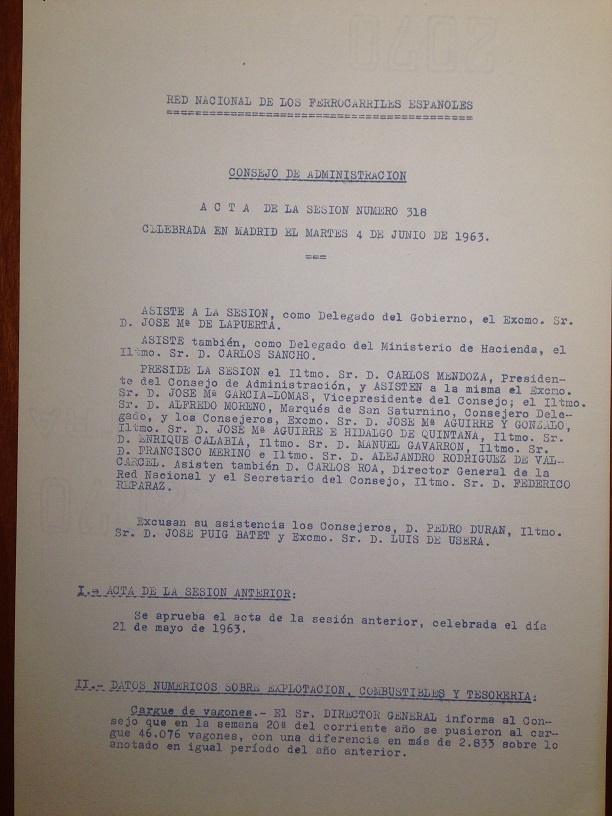 RED NACIONAL DE LOS FERROCARRILES ESPAÑOLES
CONSEJO DE ADMINISTRACION
A C T A DE LA SESION NUMERO 318
CELEBRADA EN MADRID EL MARTES 4 DE JUNIO DE 1963.
ASISTE A LA SESION, como Delegado del Gobierno, el Excmo. Sr.
D. JOSE Mª DE LAPUERTA.
ASISTE también, como Delegado del Ministerio de Hacienda, el
Iltmo. Sr. D. CARLOS SANCHO.
PRESIDE LA SESION el Iltmo. Sr. D. CARLOS MENDOZA, Presiden-
te del Consejo de Administración, y ASISTEN a la misma el Excmo.
Sr. D. JOSE Mª GARCIA-LOMAS, Vicepresidente del Consejo; el Iltmo.
Sr. D. ALFREDO MORENO, Marqués de San Saturnino, Consejero Dele-
gado, y los Consejeros, Excmo. Sr. D. JOSE Mª AGUIRRE Y GONZALO,
Iltmo. Sr. D. JOSE Mª AGUIRRE E HIDALGO DE QUINTANA, Iltmo. Sr.
D. ENRIQUE CALABIA, Iltmo. Sr. D. MANUEL GAVARRON, Iltmo. Sr.
D. FRANCISCO MERINO e Iltmo. Sr. D. ALEJANDRO RODRIGUEZ DE VAL-
CARCEL. Asisten también D. CARLOS ROA, Director General de la
Red Nacional y el Secretario del Consejo, Iltmo. Sr. D. FEDERICO
REPARAZ.
Excusan su asistencia los Consejeros, D. PEDRO DURAN, Iltmo.
Sr. D. JOSE PUIG BATET y Excmo. Sr. D. LUIS DE USERA.
I.- ACTA DE LA SESION ANTERIOR:
Se aprueba el acta de la sesión anterior, celebrada el día
21 de mayo de 1963.
II.- DATOS NUMERICOS SOBRE EXPLOTACION, COMBUSTIBLES Y TESORERIA:
Cargue de vagones.- El Sr. DIRECTOR GENERAL informa al Con-
sejo que en la semana 20ª del corriente año se pusieron al car-
gue 46.076 vagones, con una diferencia en más de 2.833 sobre lo
anotado en igual período del año anterior.